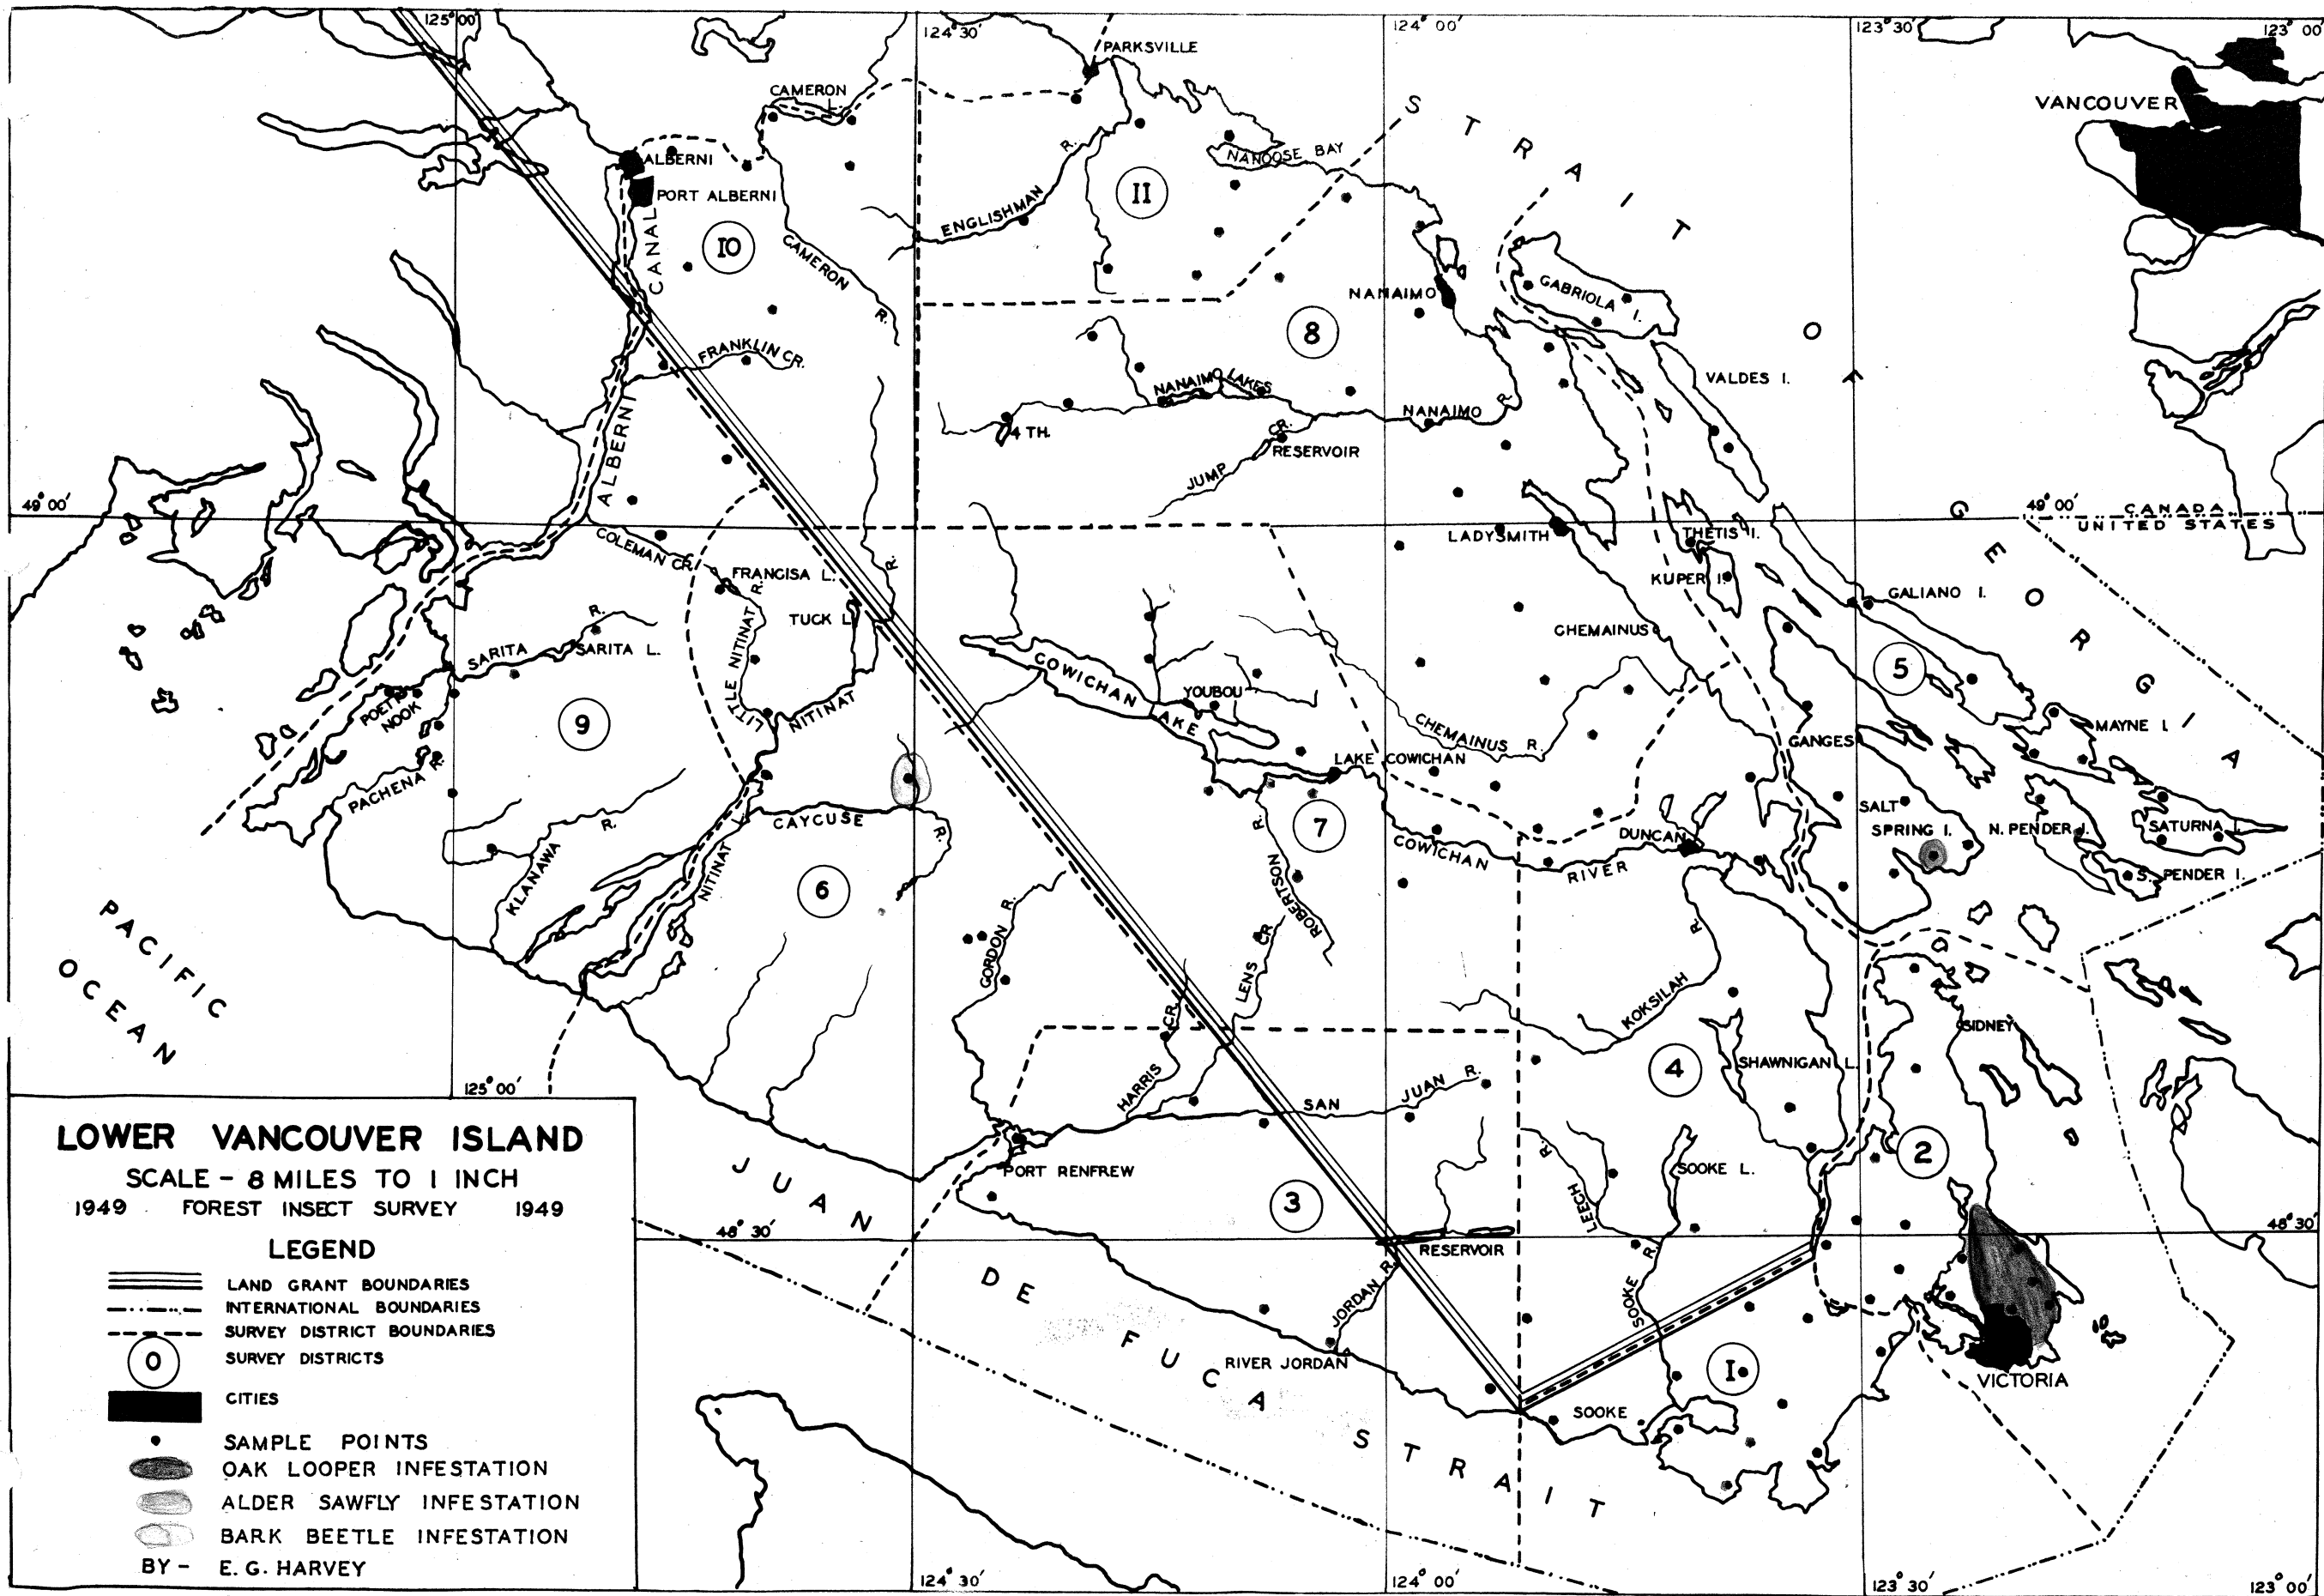 125°00'
124°30'
124°00'
123°30'
123°00'
PARKSVILLE
CAMERON
L.
VANCOUVER
STRAIT
OF
GEORGIA
ALBERNI
PORT ALBERNI
NANOOSE BAY
ENGLISHMAN R.
11
10
CAMERON R.
ALBERNI CANAL
NANAIMO
GABRIOLA I.
8
FRANKLIN CR.
VALDES I.
NANAIMO LAKES
NANAIMO R.
4 TH.
JUMP CR.
RESERVOIR
49°00'
49°00'
CANADA
UNITED STATES
LADYSMITH
THETIS I.
COLEMAN CR.
FRANCISA L.
R.
KUPER I.
GALIANO I.
TUCK L.
CHEMAINUS
SARITA R.
SARITA L.
LITTLE NITINAT R.
COWICHAN LAKE
5
YOUBOU
POETT
NOOK
9
NITINAT
CHEMAINUS R.
GANGES
MAYNE I.
LAKE COWICHAN
PACHENA R.
SALT
SPRING I.
N. PENDER I.
SATURNA I.
CAYCUSE R.
7
DUNCAN
COWICHAN RIVER
S. PENDER I.
KLANAWA R.
NITINAT L.
6
ROBERTSON R.
PACIFIC
OCEAN
GORDON R.
LENS CR.
KOKSILAH R.
HARRIS CR.
SIDNEY
SHAWNIGAN L.
4
125°00'
SAN JUAN R.
2
PORT RENFREW
SOOKE L.
LEECH R.
3
JUAN
DE
FUCA
STRAIT
48°30'
48°30'
RESERVOIR
JORDAN R.
SOOKE R.
RIVER JORDAN
1
VICTORIA
SOOKE
LOWER VANCOUVER ISLAND
SCALE - 8 MILES TO 1 INCH
1949 FOREST INSECT SURVEY 1949
LEGEND
LAND GRANT BOUNDARIES
INTERNATIONAL BOUNDARIES
SURVEY DISTRICT BOUNDARIES
O SURVEY DISTRICTS
CITIES
SAMPLE POINTS
OAK LOOPER INFESTATION
ALDER SAWFLY INFESTATION
BARK BEETLE INFESTATION
BY - E. G. HARVEY
124°30'
124°00'
123°30'
123°00'